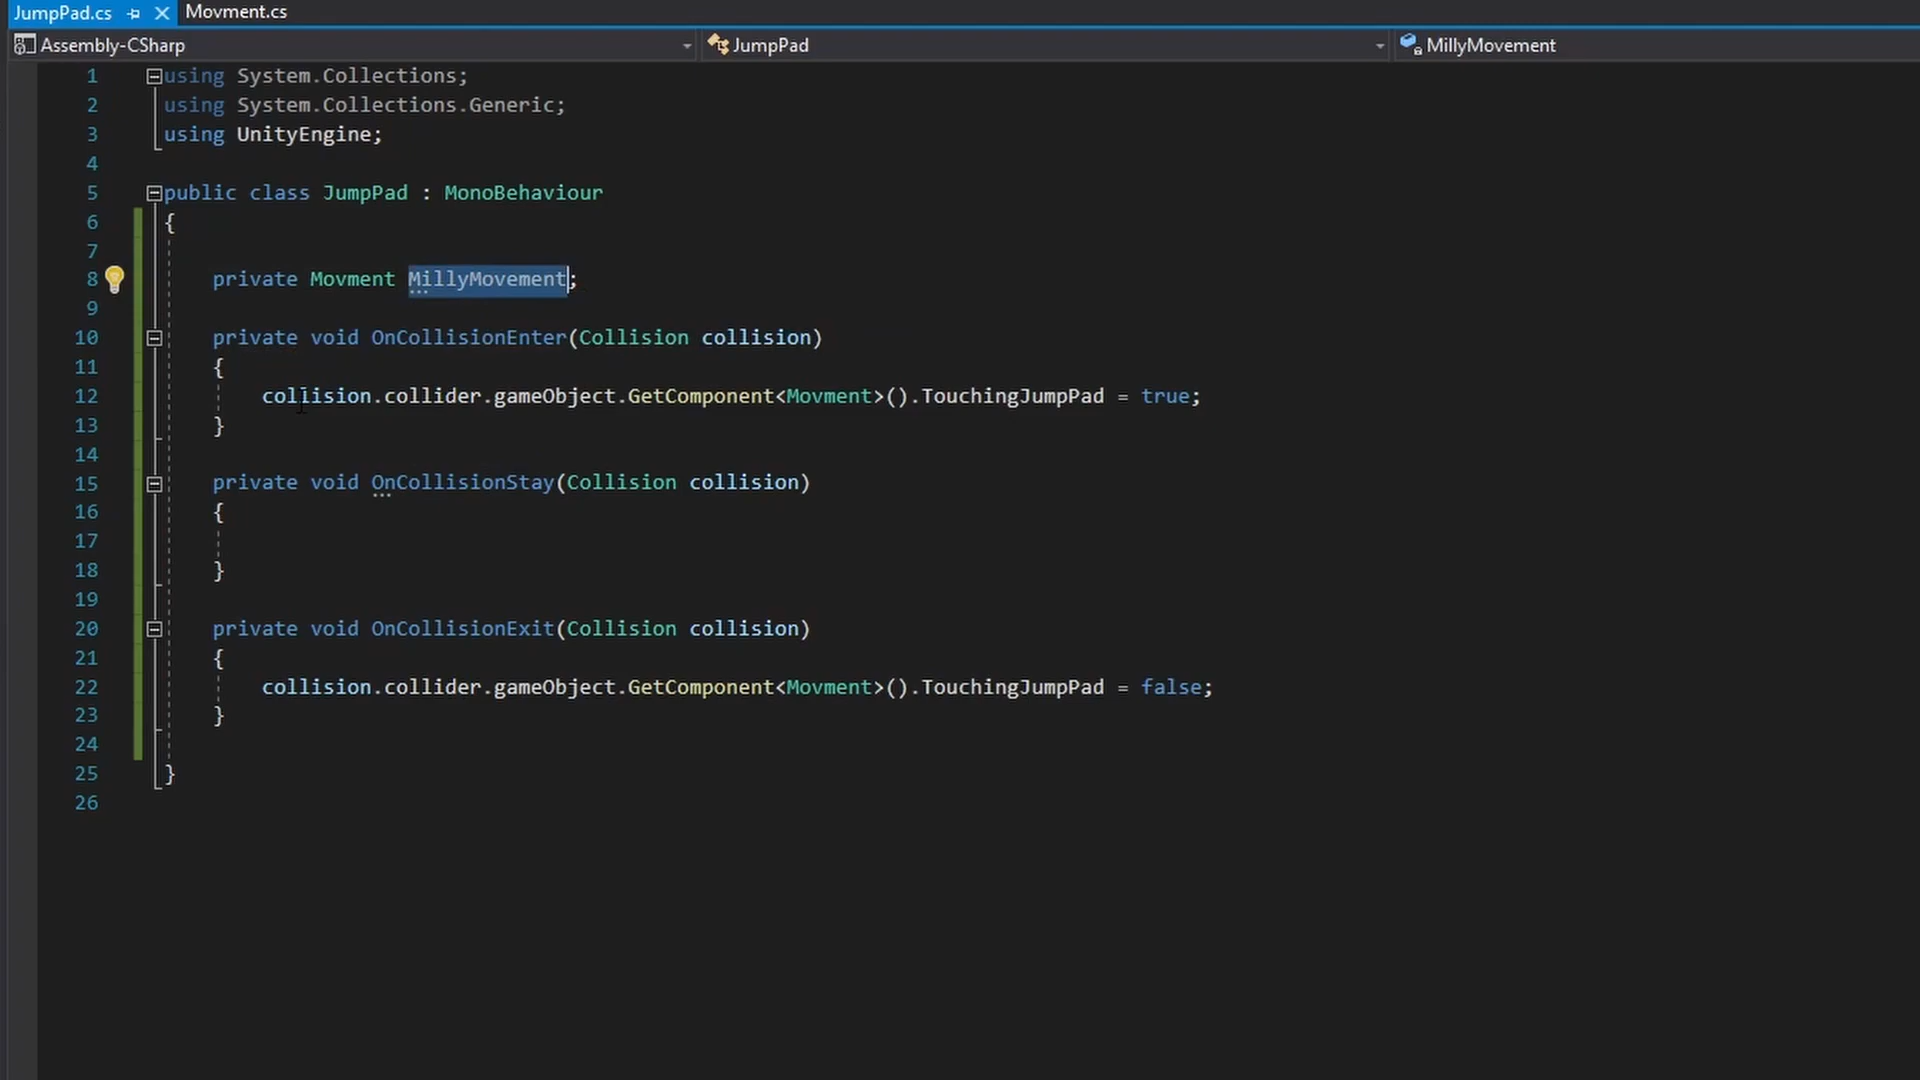 JumpPad.cs Movment.cs
Assembly-CSharp JumpPad MillyMovement
1 using System.Collections;
2 using System.Collections.Generic;
3 using UnityEngine;
4
5 public class JumpPad : MonoBehaviour
6 {
7
8 private Movment MillyMovement;
9
10 private void OnCollisionEnter(Collision collision)
11 {
12 collision.collider.gameObject.GetComponent<Movment>().TouchingJumpPad = true;
13 }
14
15 private void OnCollisionStay(Collision collision)
16 {
17
18 }
19
20 private void OnCollisionExit(Collision collision)
21 {
22 collision.collider.gameObject.GetComponent<Movment>().TouchingJumpPad = false;
23 }
24
25 }
26